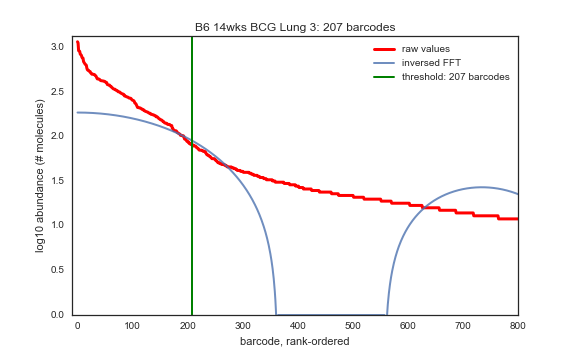 B6 14wks BCG Lung 3: 207 barcodes
3.0
2.5
2.0
1.5
1.0
0.5
0.0
log10 abundance (# molecules)
raw values
inversed FFT
threshold: 207 barcodes
0 100 200 300 400 500 600 700 800
barcode, rank-ordered